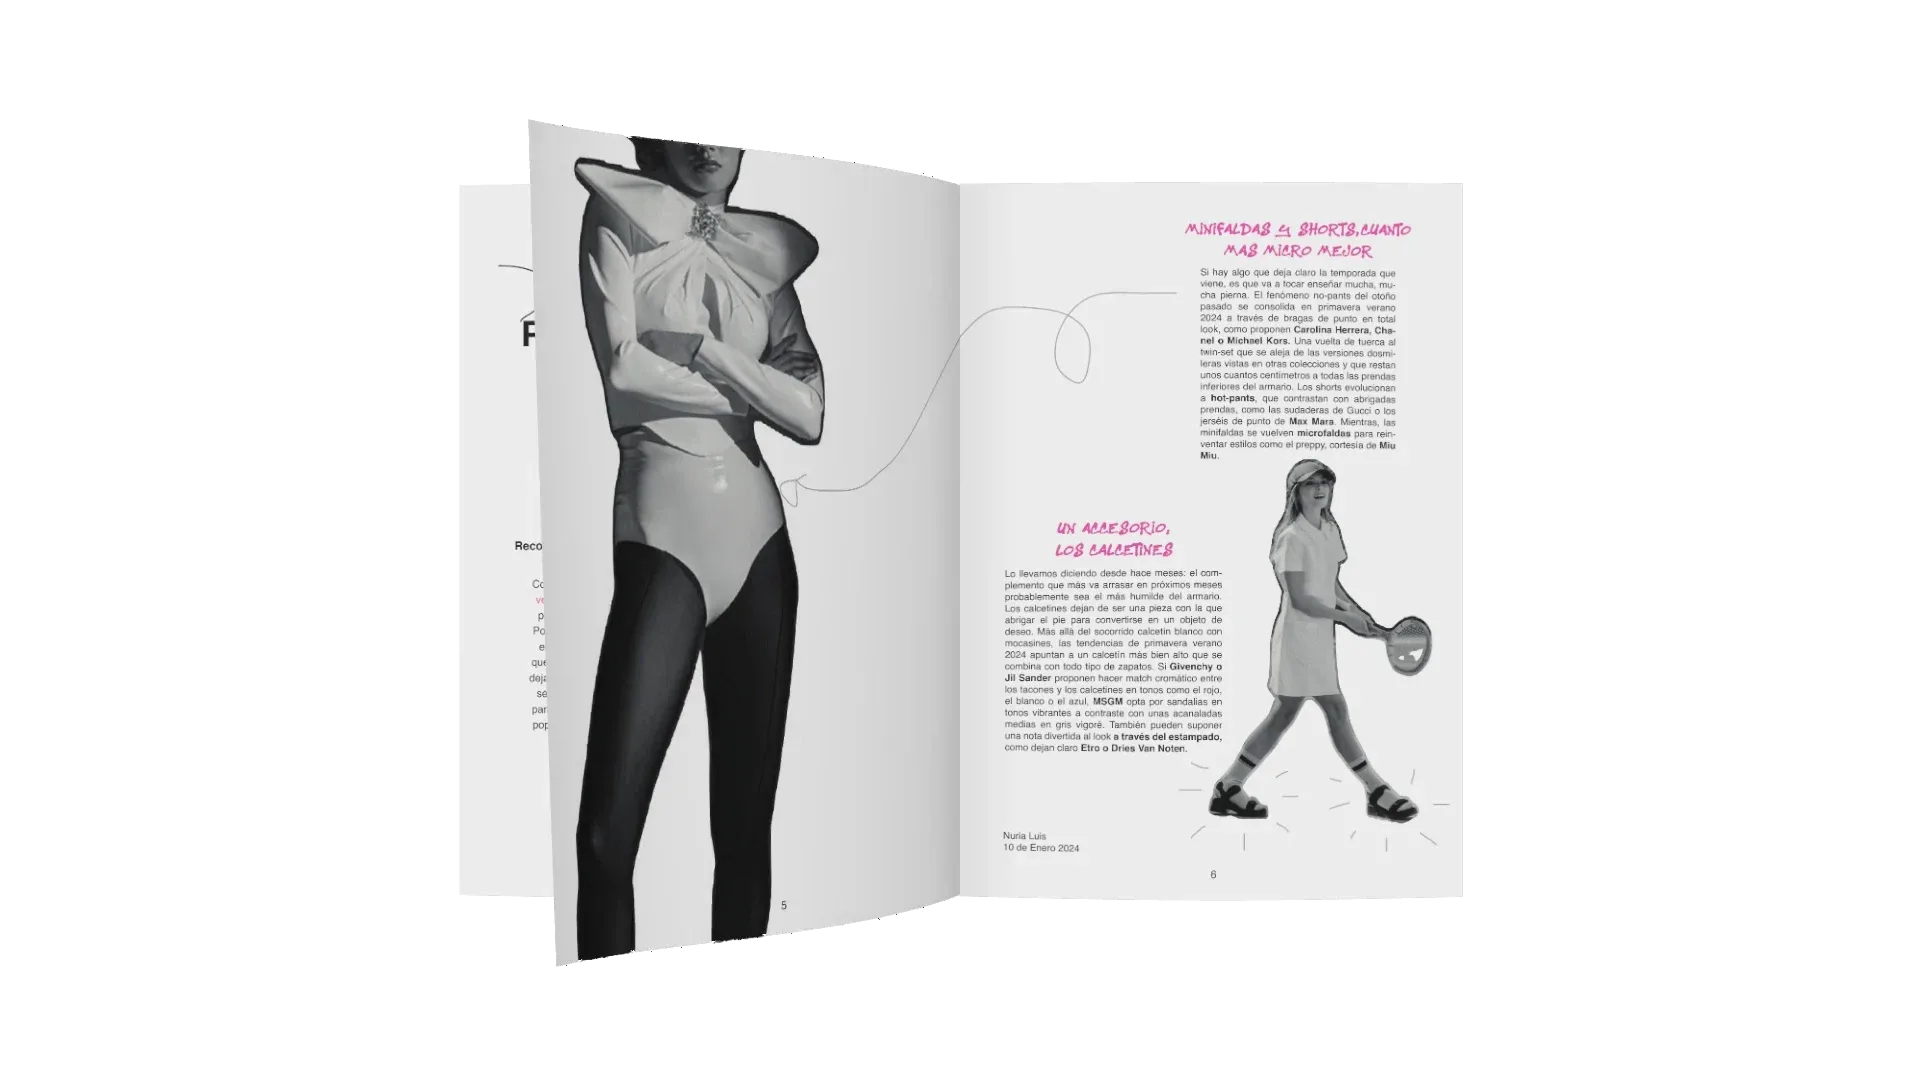 Reco
ve
Po
que
deja
se
par
pop
5
MINIFALDAS y SHORTS,CUANTO
MAS MICRO MEJOR
Si hay algo que deja claro la temporada que
viene, es que va a tocar enseñar mucha, mu-
cha pierna. El fenómeno no-pants del otoño
pasado se consolida en primavera verano
2024 a través de bragas de punto en total
look, como proponen Carolina Herrera, Cha-
nel o Michael Kors. Una vuelta de tuerca al
twin-set que se aleja de las versiones dosmi-
leras vistas en otras colecciones y que restan
unos cuantos centímetros a todas las prendas
inferiores del armario. Los shorts evolucionan
a hot-pants, que contrastan con abrigadas
prendas, como las sudaderas de Gucci o los
jerséis de punto de Max Mara. Mientras, las
minifaldas se vuelven microfaldas para rein-
ventar estilos como el preppy, cortesía de Miu
Miu.
UN ACCESORIO,
LOS CALCETINES
Lo llevamos diciendo desde hace meses: el com-
plemento que más va arrasar en próximos meses
probablemente sea el más humilde del armario.
Los calcetines dejan de ser una pieza con la que
abrigar el pie para convertirse en un objeto de
deseo. Más allá del socorrido calcetín blanco con
mocasines, las tendencias de primavera verano
2024 apuntan a un calcetín más bien alto que se
combina con todo tipo de zapatos. Si Givenchy o
Jil Sander proponen hacer match cromático entre
los tacones y los calcetines en tonos como el rojo,
el blanco o el azul, MSGM opta por sandalias en
tonos vibrantes a contraste con unas acanaladas
medias en gris vigoré. También pueden suponer
una nota divertida al look a través del estampado,
como dejan claro Etro o Dries Van Noten.
Nuria Luis
10 de Enero 2024
6